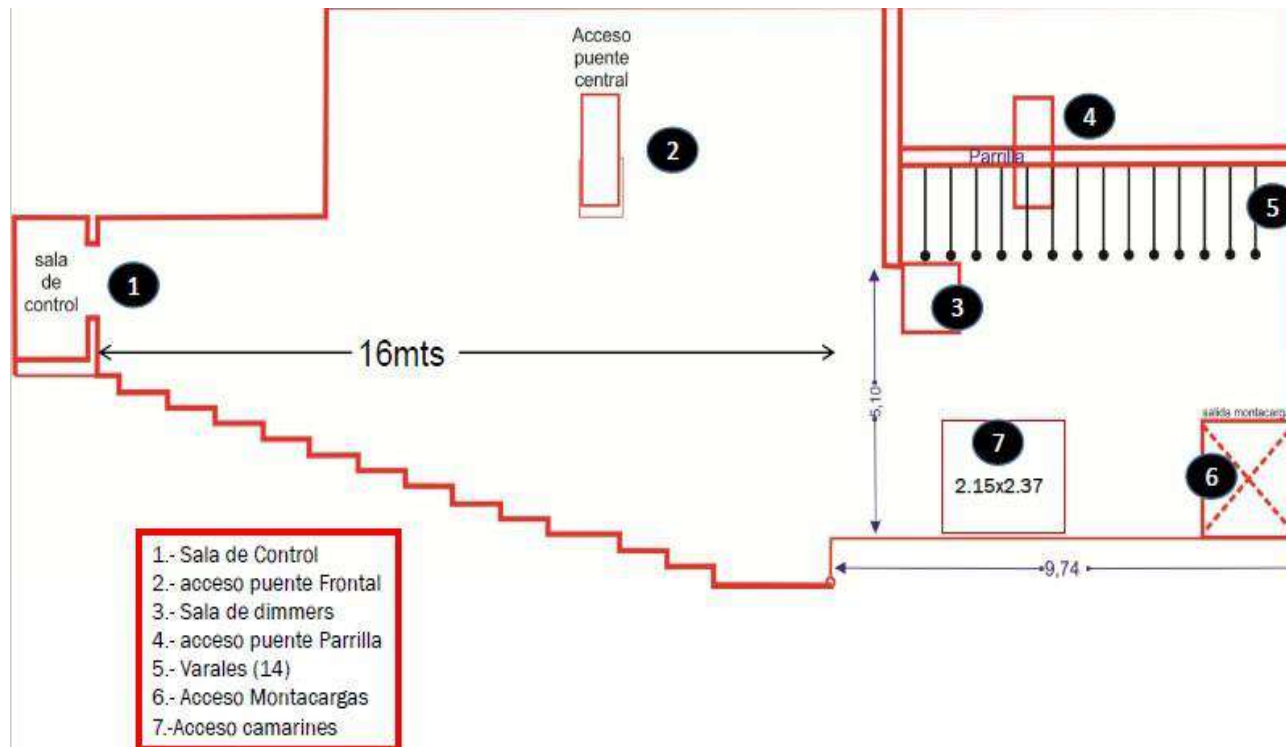 Acceso
puente
central
2
4
Parrilla
5
sala
de
control
1
3
16mts
5,10
salida montacarg
7
2.15x2.37
6
9,74
1.- Sala de Control
2.- acceso puente Frontal
3.- Sala de dimmers
4.- acceso puente Parrilla
5.- Varales (14)
6.- Acceso Montacargas
7.-Acceso camarines